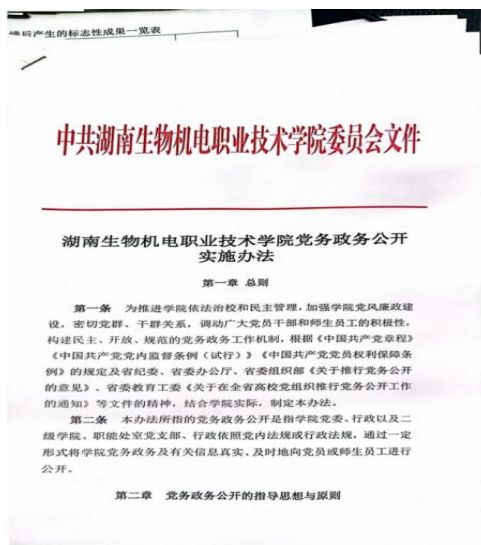 后产生的标志性成果一览表
中共湖南生物机电职业技术学院委员会文件
湖南生物机电职业技术学院党务政务公开
实施办法
第一章 总则
第一条 为推进学院依法治校和民主管理，加强学院党风廉政建
设，密切党群、干群关系，调动广大党员干部和师生员工的积极性，
构建民主、开放、规范的党务政务工作机制，根据《中国共产党章程》
《中国共产党党内监督条例（试行）》《中国共产党党员权利保障条
例》的规定及省纪委、省委办公厅、省委组织部《关于推行党务公开
的意见》、省委教育工委《关于在全省高校党组织推行党务公开工作
的通知》等文件的精神，结合学院实际，制定本办法。
第二条 本办法所指的党务政务公开是指学院党委、行政以及二
级学院、职能处室党支部、行政依照党内法规或行政法规，通过一定
形式将学院党务政务及有关信息真实、及时地向党员或师生员工进行
公开。
第二章 党务政务公开的指导思想与原则